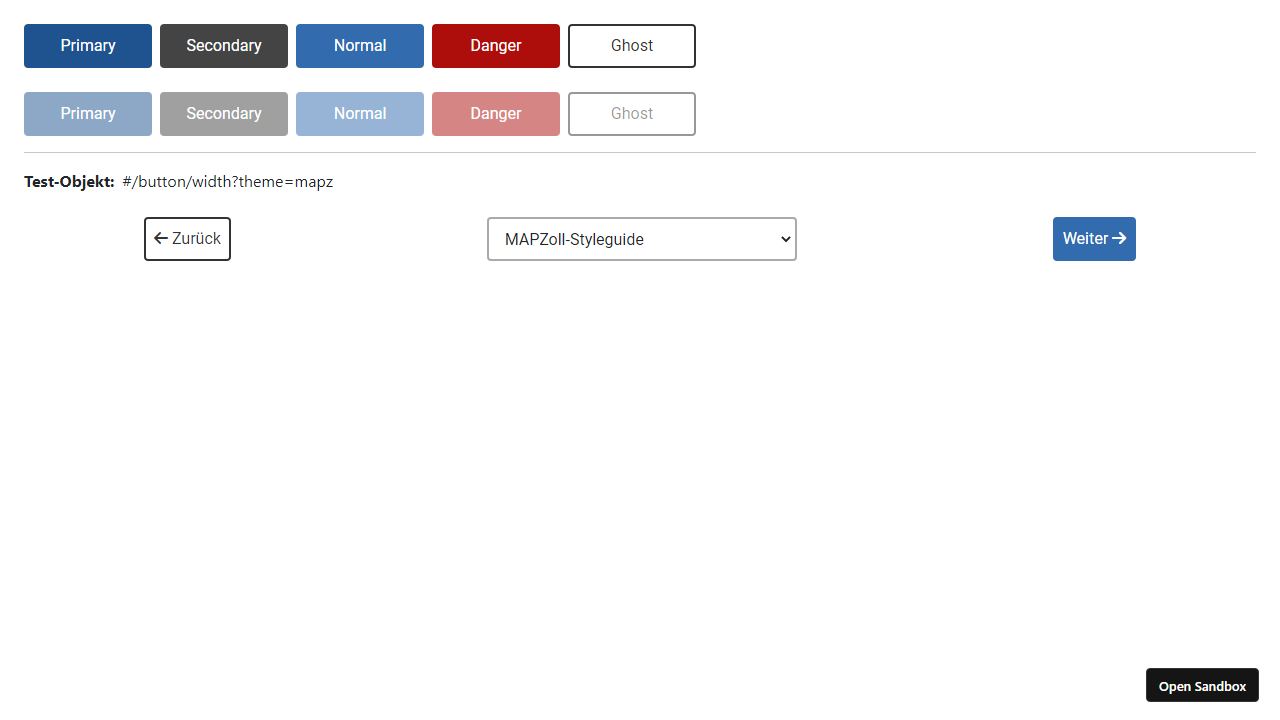 Primary Secondary Normal Danger Ghost
Primary Secondary Normal Danger Ghost
Test-Objekt: #/button/width?theme=mapz
← Zurück MAPZoll-Styleguide Weiter →
Open Sandbox